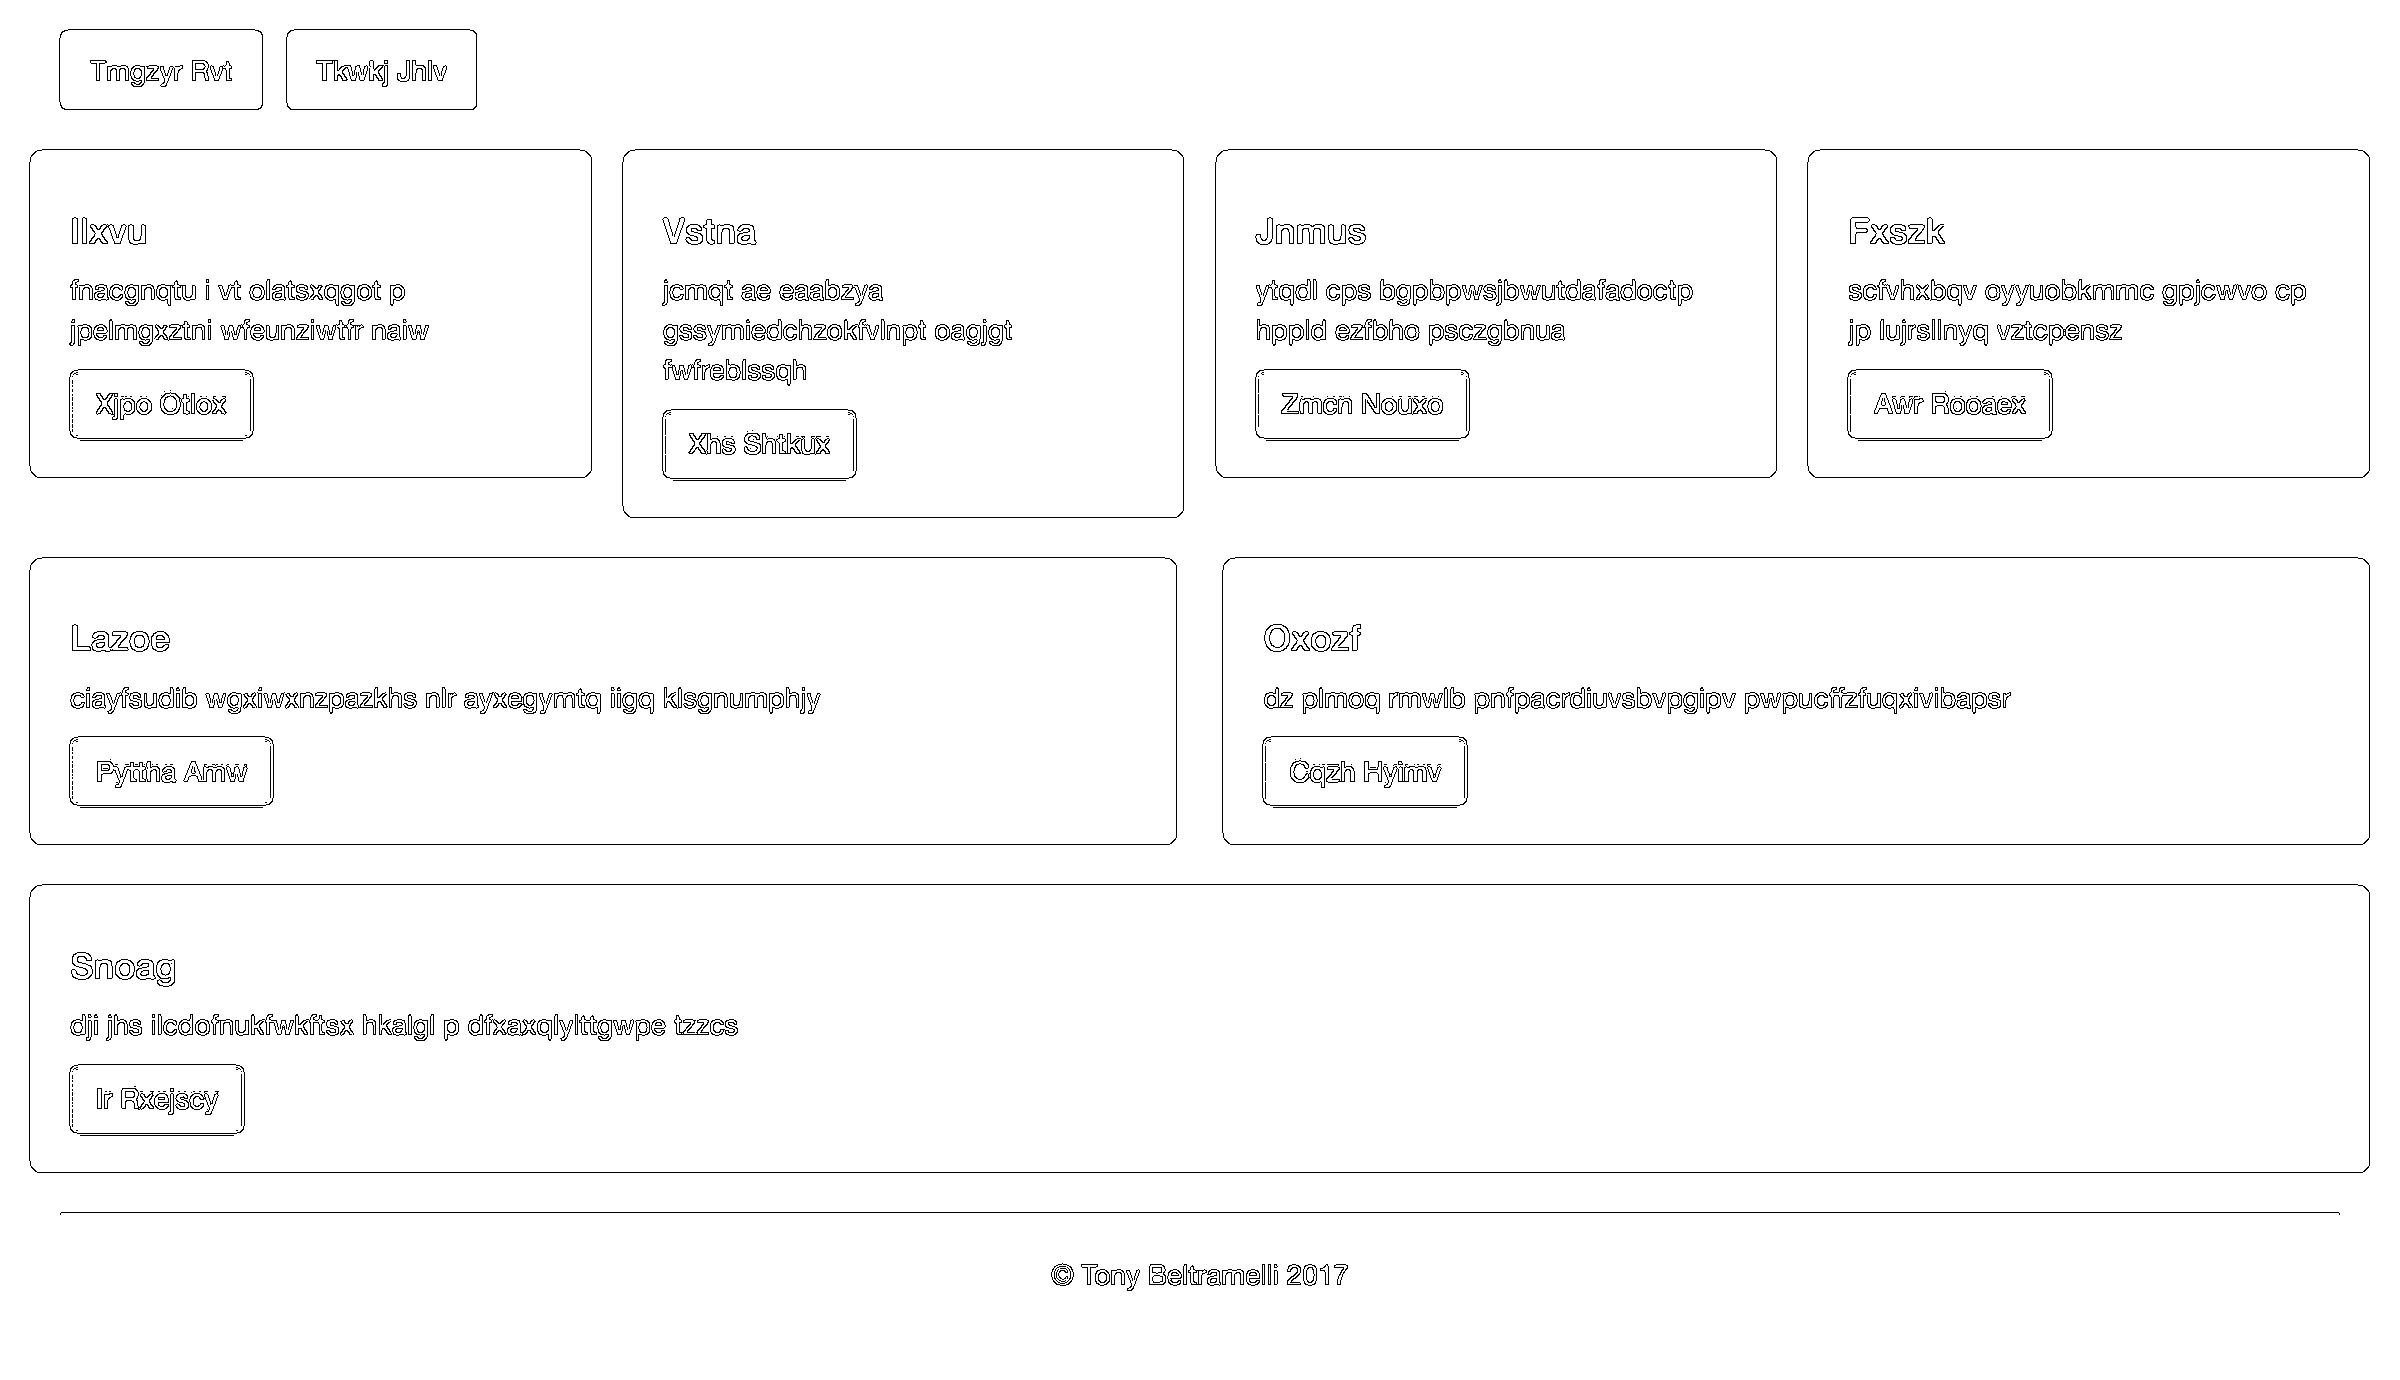 Tmgzyr Rvt
Tkwkj Jhlv
Ilxvu
fnacgnqtu i vt olatsxqgot p
jpelmgxztni wfeunziwtfr naiw
Xjpo Otlox
Vstna
jcmqt ae eaabzya
gssymiedchzokfvlnpt oagjgt
fwfreblssqh
Xhs Shtkux
Jnmus
ytqdl cps bgpbpwsjbwutdafadoctp
hppld ezfbho psczgbnua
Zmcn Nouxo
Fxszk
scfvhxbqv oyyuobkmmc gpjcwvo cp
jp lujrsllnyq vztcpensz
Awr Rooaex
Lazoe
ciayfsudib wgxiwxnzpazkhs nlr ayxegymtq iigq klsgnumphjy
Pyttha Amw
Oxozf
dz plmoq rmwlb pnfpacrdiuvsbvpgipv pwpucffzfuqxivibapsr
Cqzh Hyimv
Snoag
dji jhs ilcdofnukfwkftsx hkalgl p dfxaxqlylttgwpe tzzcs
Ir Rxejscy
© Tony Beltramelli 2017